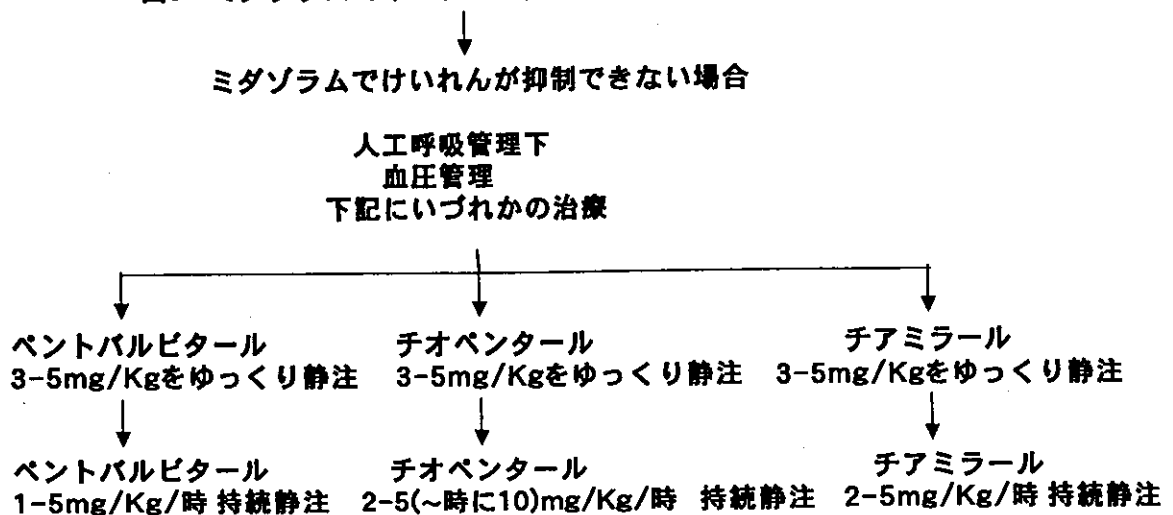 ミダゾラムでけいれんが抑制できない場合
人工呼吸管理下
血圧管理
下記にいづれかの治療
ペントバルビタール チオペンタール チアミラール
3-5mg/Kgをゆっくり静注 3-5mg/Kgをゆっくり静注 3-5mg/Kgをゆっくり静注
ペントバルビタール チオペンタール チアミラール
1-5mg/Kg/時 持続静注 2-5(~時に10)mg/Kg/時 持続静注 2-5mg/Kg/時 持続静注